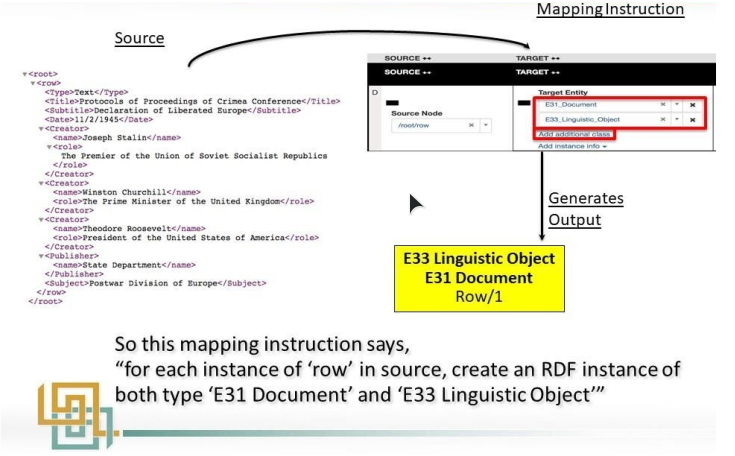 Mapping Instruction
Source
SOURCE ↔ TARGET ↔
SOURCE ↔ TARGET ↔
▼<root>
▼<row>
<Type>Text</Type>
<Title>Protocols of Proceedings of Crimea Conference</Title>
<Subtitle>Declaration of Liberated Europe</Subtitle>
<Date>11/2/1945</Date>
▼<Creator>
<name>Joseph Stalin</name>
▼<role>
The Premier of the Union of Soviet Socialist Republics
</role>
</Creator>
▼<Creator>
<name>Winston Churchill</name>
<role>The Prime Minister of the United Kingdom</role>
</Creator>
▼<Creator>
<name>Theodore Roosevelt</name>
<role>President of the United States of America</role>
</Creator>
▼<Publisher>
<name>State Department</name>
</Publisher>
<Subject>Postwar Division of Europe</Subject>
</row>
</root>
D
Source Node
/root/row
Target Entity
E31_Document
E33_Linguistic_Object
Add additional class
Add instance info
Generates
Output
E33 Linguistic Object
E31 Document
Row/1
So this mapping instruction says,
“for each instance of ‘row’ in source, create an RDF instance of
both type ‘E31 Document’ and ‘E33 Linguistic Object’”